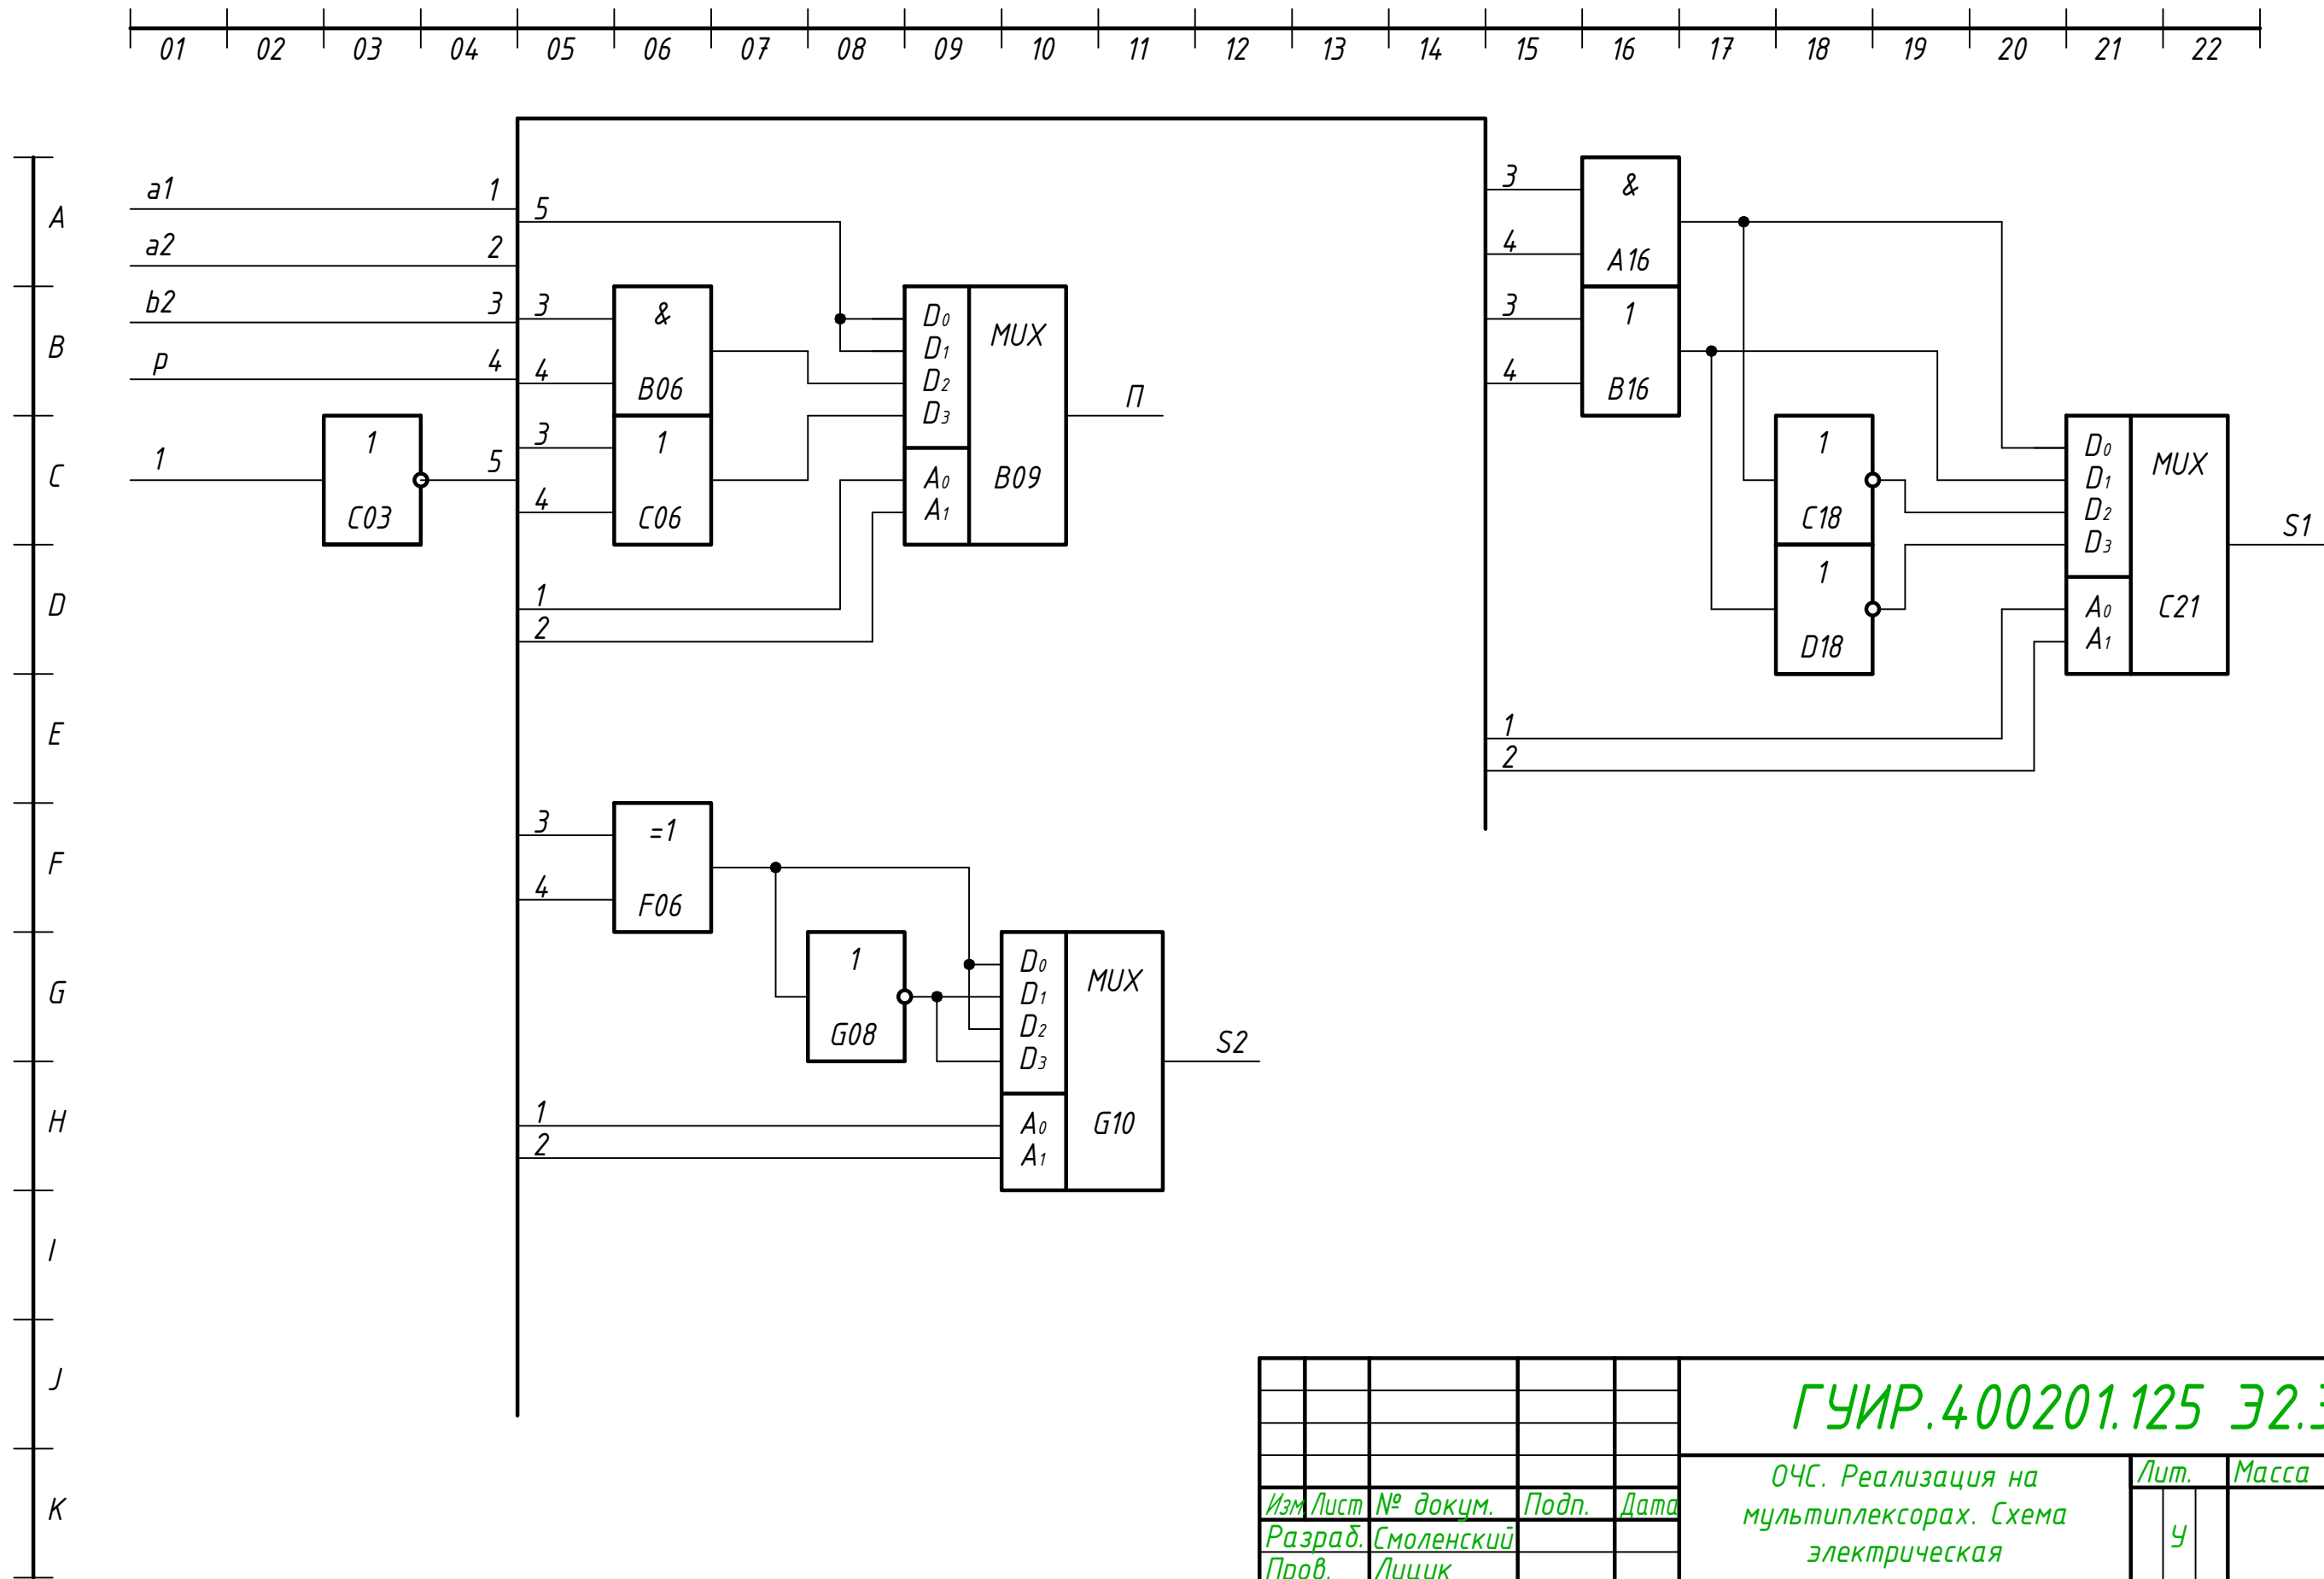 01 02 03 04 05 06 07 08 09 10 11 12 13 14 15 16 17 18 19 20 21 22
A
B
C
D
E
F
G
H
I
J
K
a1 1
a2 2
b2 3
p 4
1 5
1
C03
5
3
4
3
4
1
2
&
B06
1
C06
D0
D1
D2
D3
A0
A1
MUX
B09
П
3
4
=1
F06
1
G08
1
2
D0
D1
D2
D3
A0
A1
MUX
G10
S2
3
4
3
4
&
A16
1
B16
1
C18
1
D18
1
2
D0
D1
D2
D3
A0
A1
MUX
C21
S1
ГУИР.400201.125 Э2.
ОЧС. Реализация на
мультиплексорах. Схема
электрическая
Лит. Масса
У
Изм Лист № докум. Подп. Дата
Разраб. Смоленский
Пров. Лицик